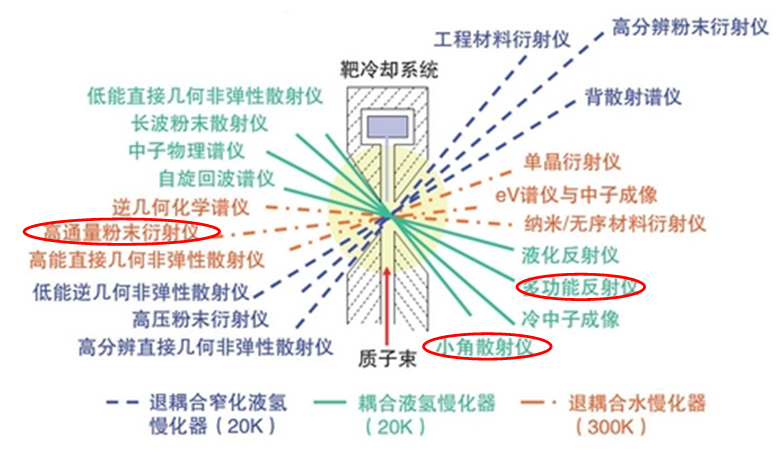 高分辨粉末衍射仪
工程材料衍射仪
靶冷却系统
背散射谱仪
低能直接几何非弹性散射仪
长波粉末散射仪
中子物理谱仪
自旋回波谱仪
单晶衍射仪
eV谱仪与中子成像
纳米/无序材料衍射仪
逆几何化学谱仪
高通量粉末衍射仪
高能直接几何非弹性散射仪
液化反射仪
多功能反射仪
冷中子成像
小角散射仪
低能逆几何非弹性散射仪
高压粉末衍射仪
高分辨直接几何非弹性散射仪
质子束
退耦合窄化液氢
慢化器（20K）
耦合液氢慢化器
（20K）
退耦合水慢化器
（300K）